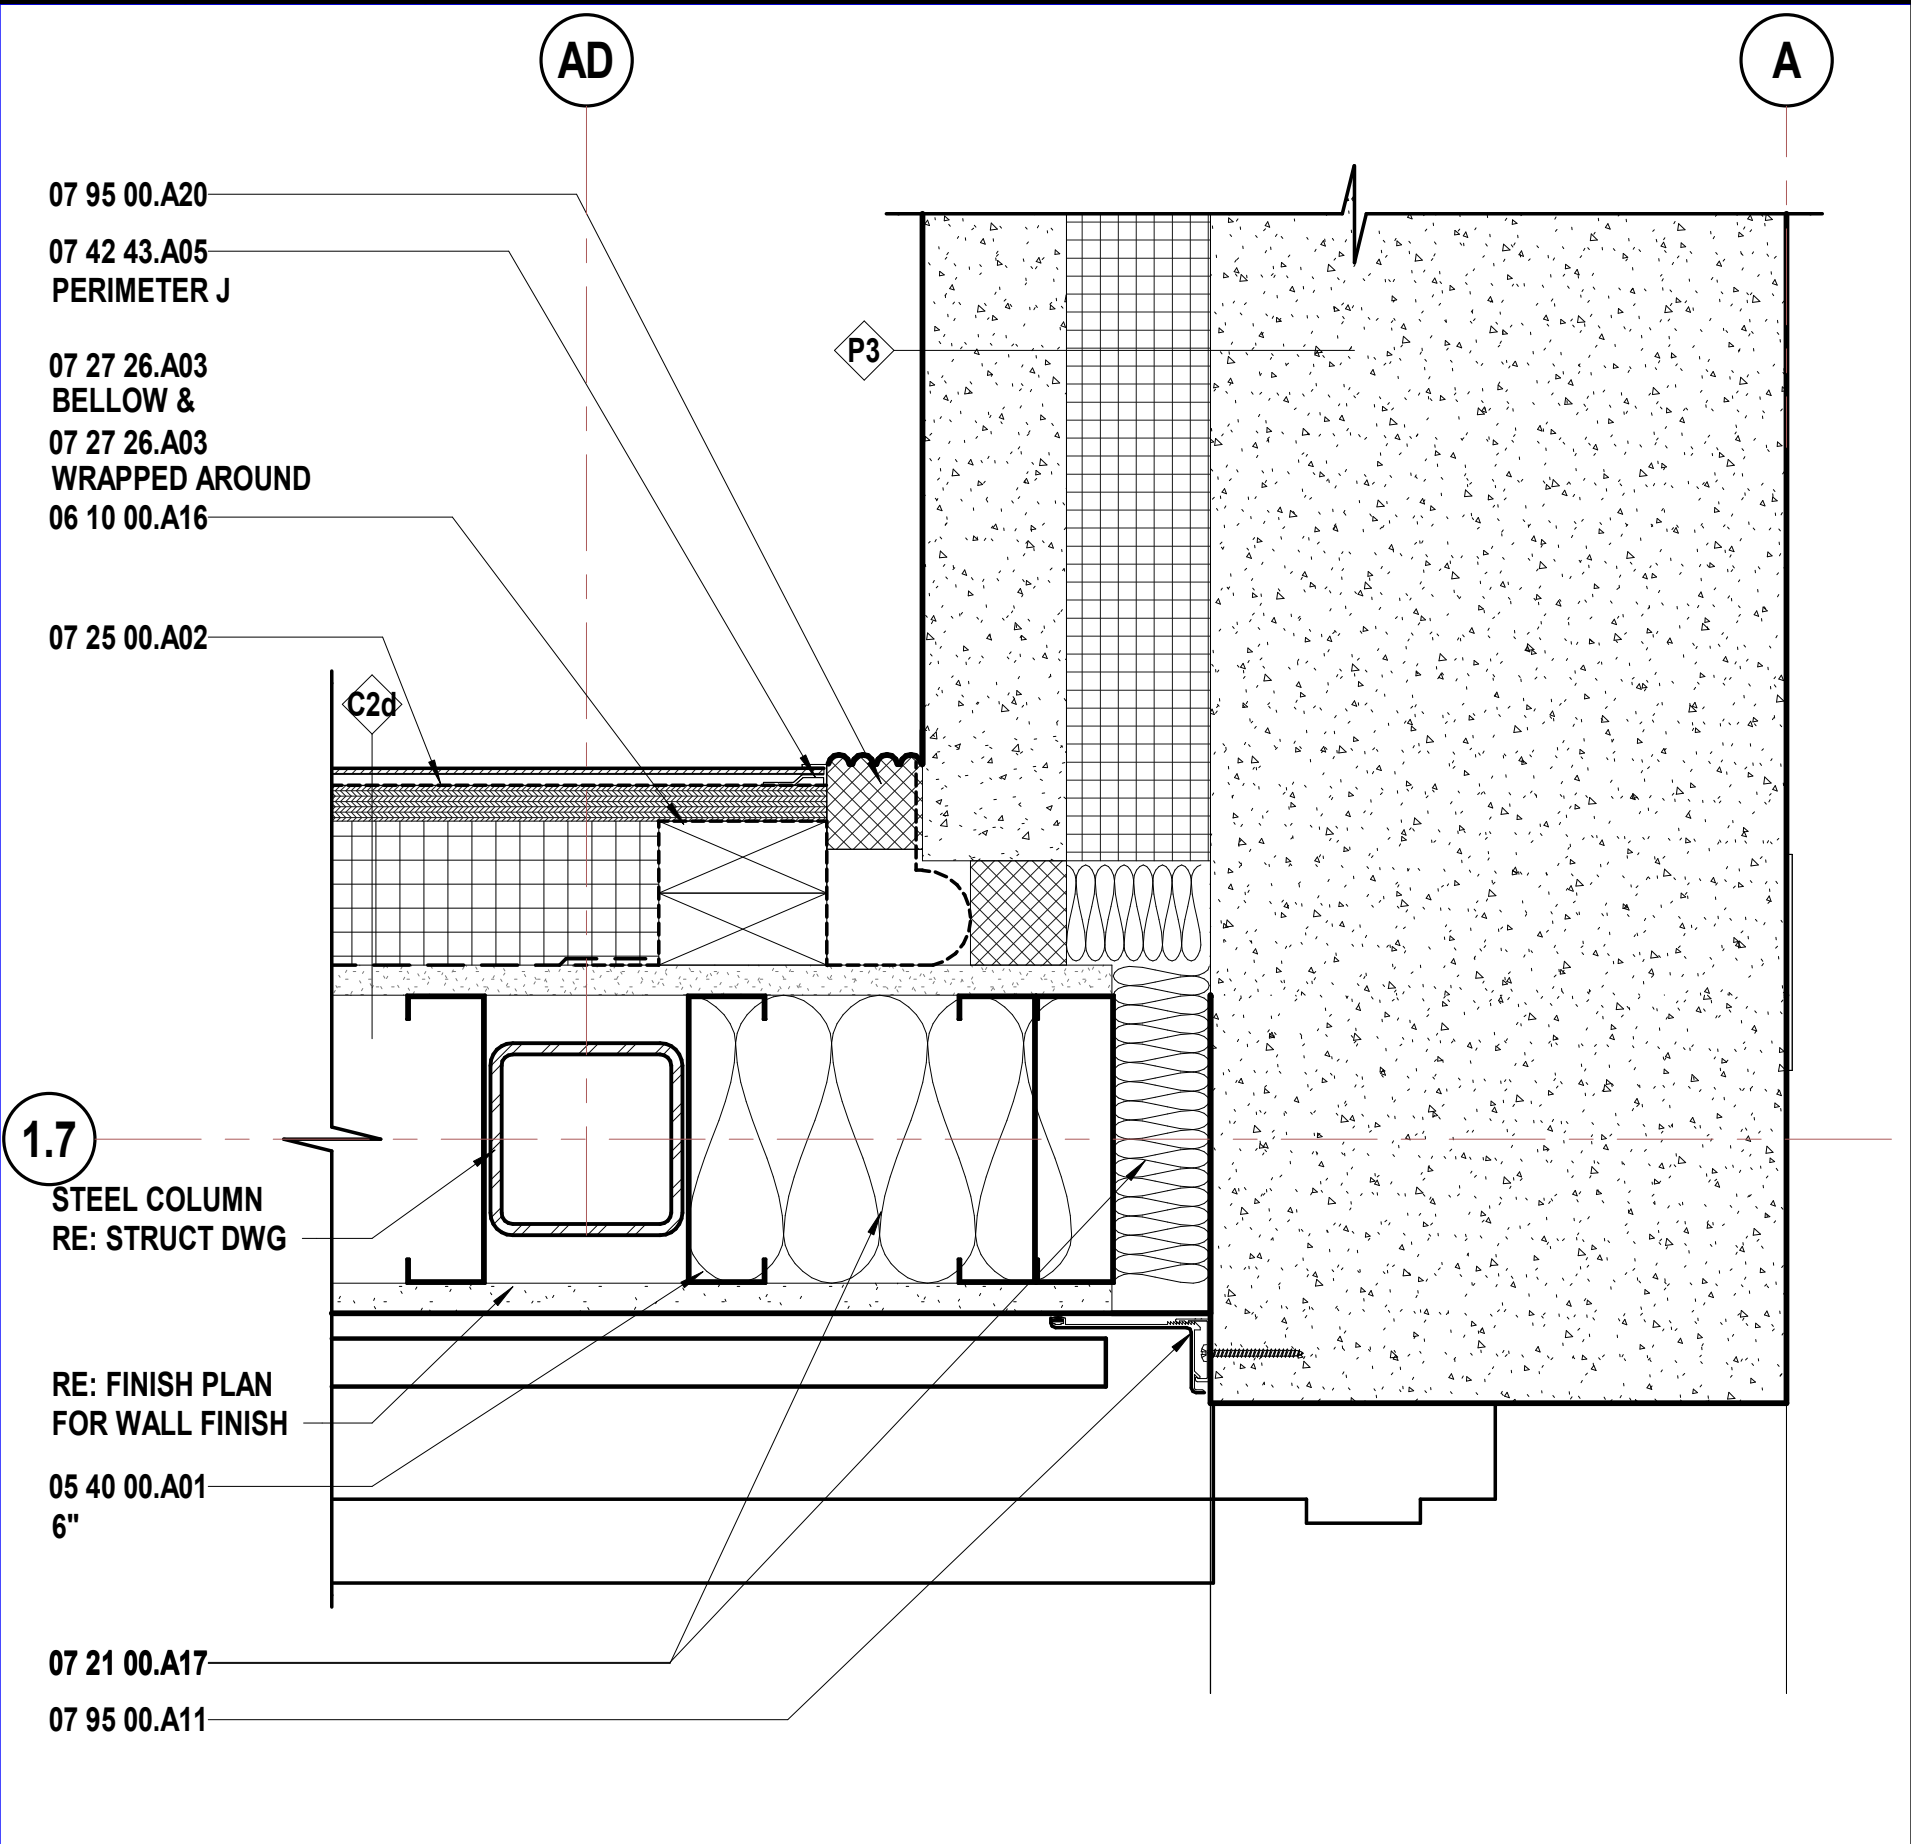 AD
A
07 95 00.A20
07 42 43.A05
PERIMETER J
07 27 26.A03
BELLOW &
07 27 26.A03
WRAPPED AROUND
06 10 00.A16
P3
07 25 00.A02
C2d
1.7
STEEL COLUMN
RE: STRUCT DWG
RE: FINISH PLAN
FOR WALL FINISH
05 40 00.A01
6"
07 21 00.A17
07 95 00.A11